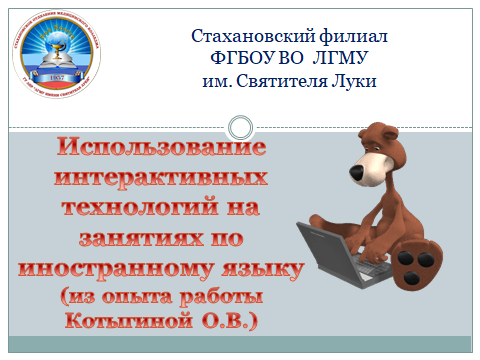 Стахановский филиал
ФГБОУ ВО ЛГМУ
им. Святителя Луки
1957
Использование
интерактивных
технологий на
занятиях по
иностранному языку
(из опыта работы
Котыгиной О.В.)